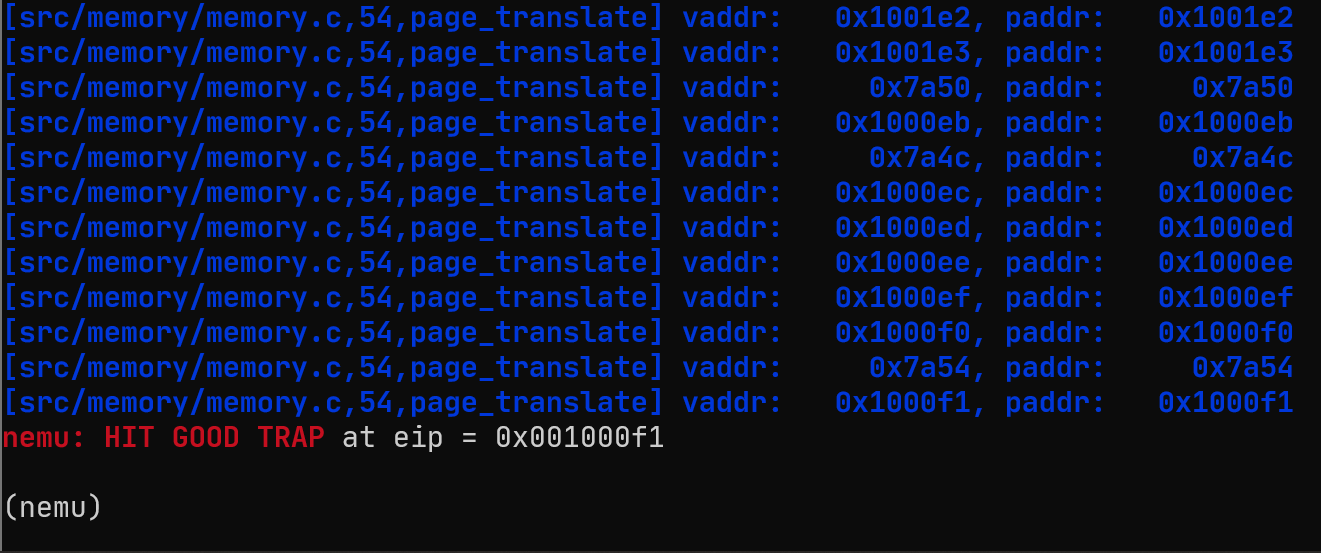 [src/memory/memory.c,54,page_translate] vaddr:   0x1001e2, paddr:   0x1001e2
[src/memory/memory.c,54,page_translate] vaddr:   0x1001e3, paddr:   0x1001e3
[src/memory/memory.c,54,page_translate] vaddr:     0x7a50, paddr:     0x7a50
[src/memory/memory.c,54,page_translate] vaddr:   0x1000eb, paddr:   0x1000eb
[src/memory/memory.c,54,page_translate] vaddr:     0x7a4c, paddr:     0x7a4c
[src/memory/memory.c,54,page_translate] vaddr:   0x1000ec, paddr:   0x1000ec
[src/memory/memory.c,54,page_translate] vaddr:   0x1000ed, paddr:   0x1000ed
[src/memory/memory.c,54,page_translate] vaddr:   0x1000ee, paddr:   0x1000ee
[src/memory/memory.c,54,page_translate] vaddr:   0x1000ef, paddr:   0x1000ef
[src/memory/memory.c,54,page_translate] vaddr:   0x1000f0, paddr:   0x1000f0
[src/memory/memory.c,54,page_translate] vaddr:     0x7a54, paddr:     0x7a54
[src/memory/memory.c,54,page_translate] vaddr:   0x1000f1, paddr:   0x1000f1
nemu: HIT GOOD TRAP at eip = 0x001000f1
(nemu)